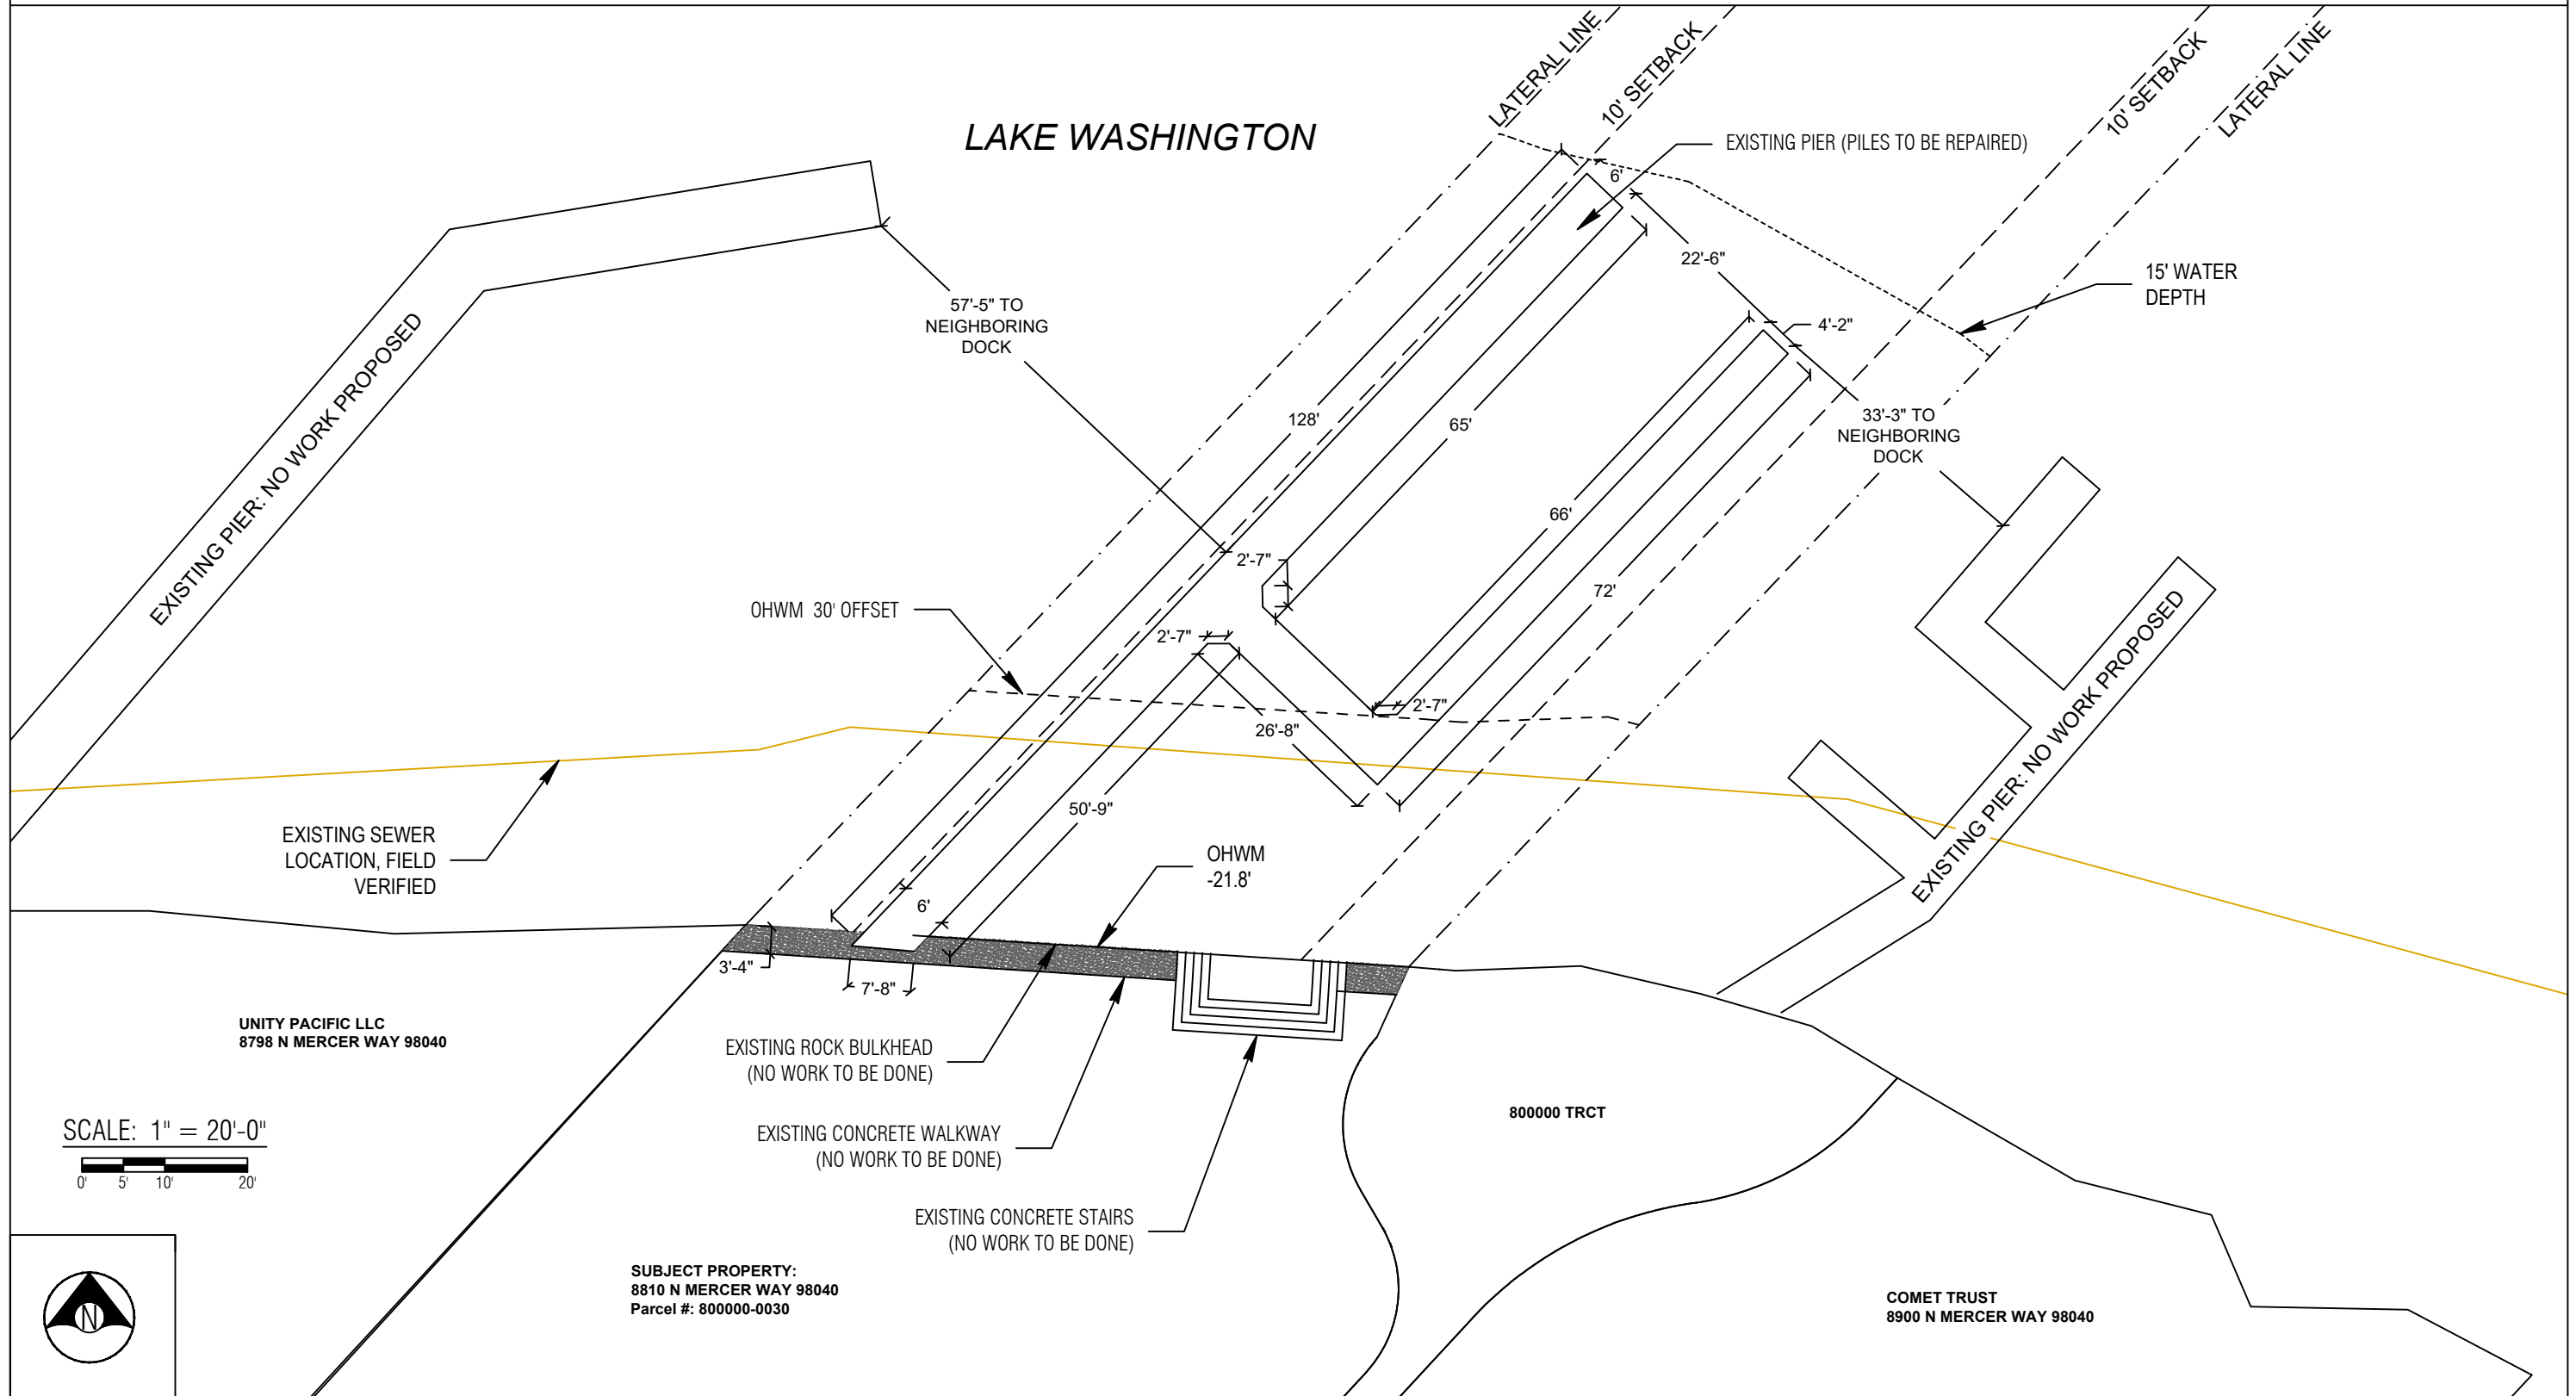 LATERAL LINE
10' SETBACK
10' SETBACK
LATERAL LINE
LAKE WASHINGTON
EXISTING PIER (PILES TO BE REPAIRED)
6'
22'-6"
15' WATER
DEPTH
57'-5" TO
NEIGHBORING
DOCK
4'-2"
EXISTING PIER: NO WORK PROPOSED
128'
65'
33'-3" TO
NEIGHBORING
DOCK
66'
2'-7"
72'
OHWM 30' OFFSET
2'-7"
2'-7"
26'-8"
EXISTING PIER: NO WORK PROPOSED
50'-9"
EXISTING SEWER
LOCATION, FIELD
VERIFIED
OHWM
-21.8'
6'
3'-4"
7'-8"
UNITY PACIFIC LLC
8798 N MERCER WAY 98040
EXISTING ROCK BULKHEAD
(NO WORK TO BE DONE)
800000 TRCT
SCALE: 1" = 20'-0"
0' 5' 10' 20'
EXISTING CONCRETE WALKWAY
(NO WORK TO BE DONE)
EXISTING CONCRETE STAIRS
(NO WORK TO BE DONE)
SUBJECT PROPERTY:
8810 N MERCER WAY 98040
Parcel #: 800000-0030
COMET TRUST
8900 N MERCER WAY 98040
N